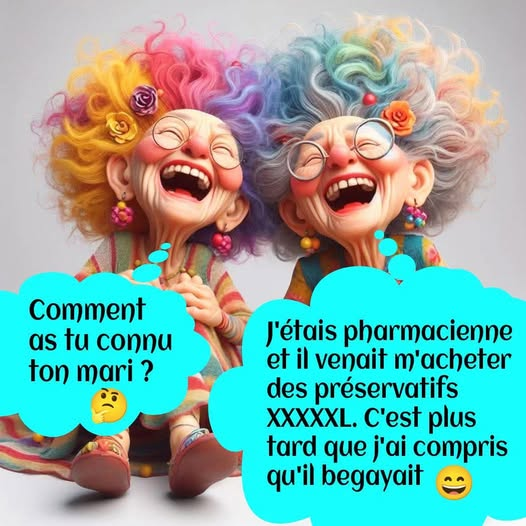 Comment
as tu connu
ton mari ?
J'étais pharmacienne
et il venait m'acheter
des préservatifs
XXXXXL. C'est plus
tard que j'ai compris
qu'il begayait